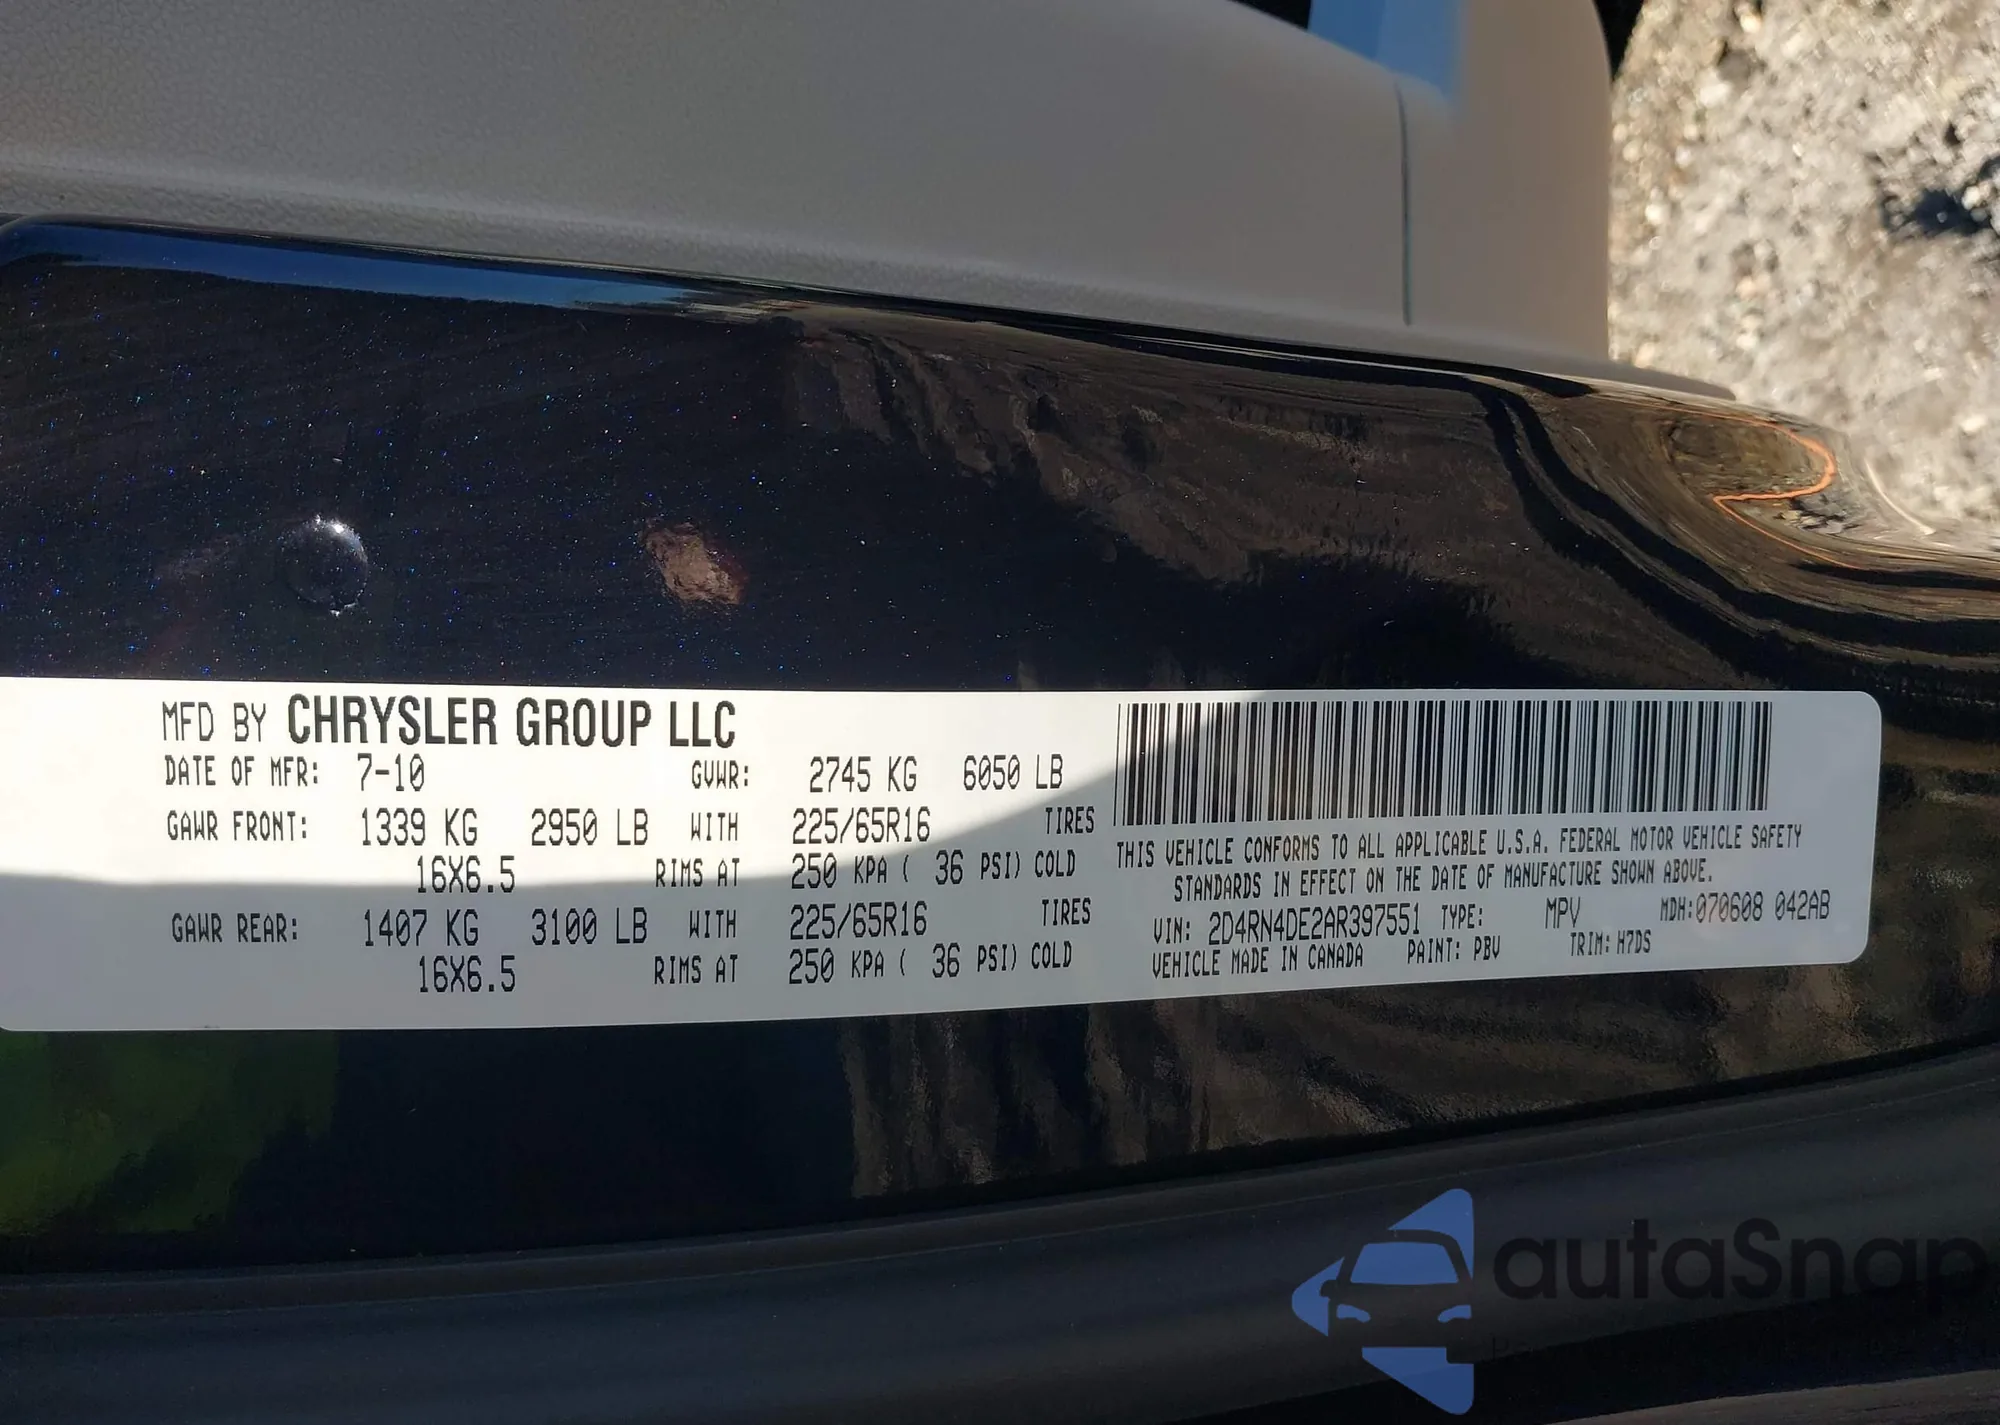 MFD BY CHRYSLER GROUP LLC
DATE OF MFR: 7-10 GVWR: 2745 KG 6050 LB
GAWR FRONT: 1339 KG 2950 LB WITH 225/65R16 TIRES
16X6.5 RIMS AT 250 KPA ( 36 PSI) COLD
GAWR REAR: 1407 KG 3100 LB WITH 225/65R16 TIRES
16X6.5 RIMS AT 250 KPA ( 36 PSI) COLD
THIS VEHICLE CONFORMS TO ALL APPLICABLE U.S.A. FEDERAL MOTOR VEHICLE SAFETY
STANDARDS IN EFFECT ON THE DATE OF MANUFACTURE SHOWN ABOVE.
VIN: 2D4RN4DE2AR397551 TYPE: MPV MDH:070608 042AB
VEHICLE MADE IN CANADA PAINT: PBV TRIM: H7DS
autaSnap